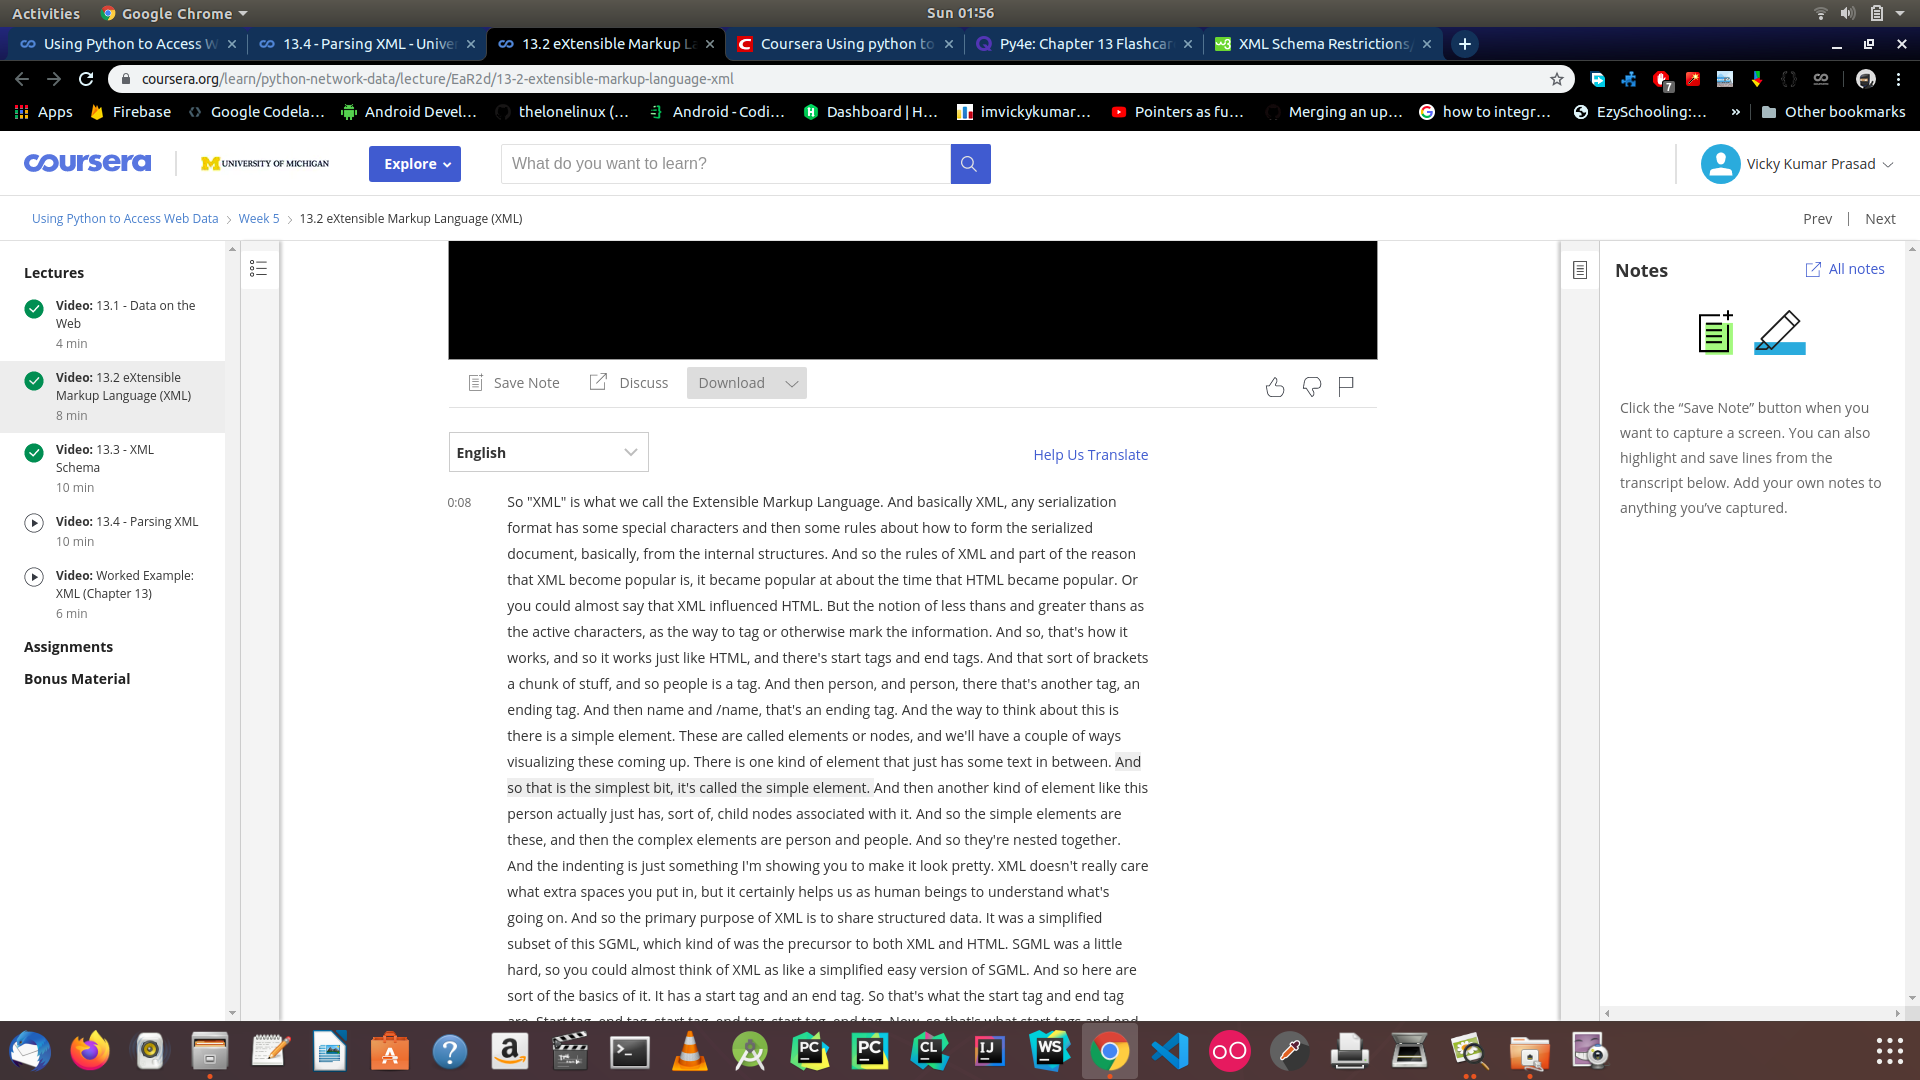 Activities
Google Chrome
Sun 01:56
Using Python to Access W
13.4 - Parsing XML - Univer
13.2 eXtensible Markup La
Coursera Using python to
Py4e: Chapter 13 Flashcar
XML Schema Restrictions/
coursera.org/learn/python-network-data/lecture/EaR2d/13-2-extensible-markup-language-xml
7
Apps
Firebase
Google Codela...
Android Devel...
thelonelinux (...
Android - Codi...
Dashboard | H...
imvickykumar...
Pointers as fu...
Merging an up...
how to integr...
EzySchooling:...
»
Other bookmarks
coursera
UNIVERSITY OF MICHIGAN
Explore
What do you want to learn?
Vicky Kumar Prasad
Using Python to Access Web Data
Week 5
13.2 eXtensible Markup Language (XML)
Prev
Next
Lectures
Video: 13.1 - Data on the
Web
4 min
Video: 13.2 eXtensible
Markup Language (XML)
8 min
Video: 13.3 - XML
Schema
10 min
Video: 13.4 - Parsing XML
10 min
Video: Worked Example:
XML (Chapter 13)
6 min
Assignments
Bonus Material
Save Note
Discuss
Download
English
Help Us Translate
0:08
So "XML" is what we call the Extensible Markup Language. And basically XML, any serialization
format has some special characters and then some rules about how to form the serialized
document, basically, from the internal structures. And so the rules of XML and part of the reason
that XML become popular is, it became popular at about the time that HTML became popular. Or
you could almost say that XML influenced HTML. But the notion of less thans and greater thans as
the active characters, as the way to tag or otherwise mark the information. And so, that's how it
works, and so it works just like HTML, and there's start tags and end tags. And that sort of brackets
a chunk of stuff, and so people is a tag. And then person, and person, there that's another tag, an
ending tag. And then name and /name, that's an ending tag. And the way to think about this is
there is a simple element. These are called elements or nodes, and we'll have a couple of ways
visualizing these coming up. There is one kind of element that just has some text in between. And
so that is the simplest bit, it's called the simple element. And then another kind of element like this
person actually just has, sort of, child nodes associated with it. And so the simple elements are
these, and then the complex elements are person and people. And so they're nested together.
And the indenting is just something I'm showing you to make it look pretty. XML doesn't really care
what extra spaces you put in, but it certainly helps us as human beings to understand what's
going on. And so the primary purpose of XML is to share structured data. It was a simplified
subset of this SGML, which kind of was the precursor to both XML and HTML. SGML was a little
hard, so you could almost think of XML as like a simplified easy version of SGML. And so here are
sort of the basics of it. It has a start tag and an end tag. So that's what the start tag and end tag
are. Start tag, end tag, start tag, end tag, start tag, end tag. Now, so that's what start tags and end
Notes
All notes
Click the “Save Note” button when you
want to capture a screen. You can also
highlight and save lines from the
transcript below. Add your own notes to
anything you’ve captured.
PC
PC
CL
IJ
WS